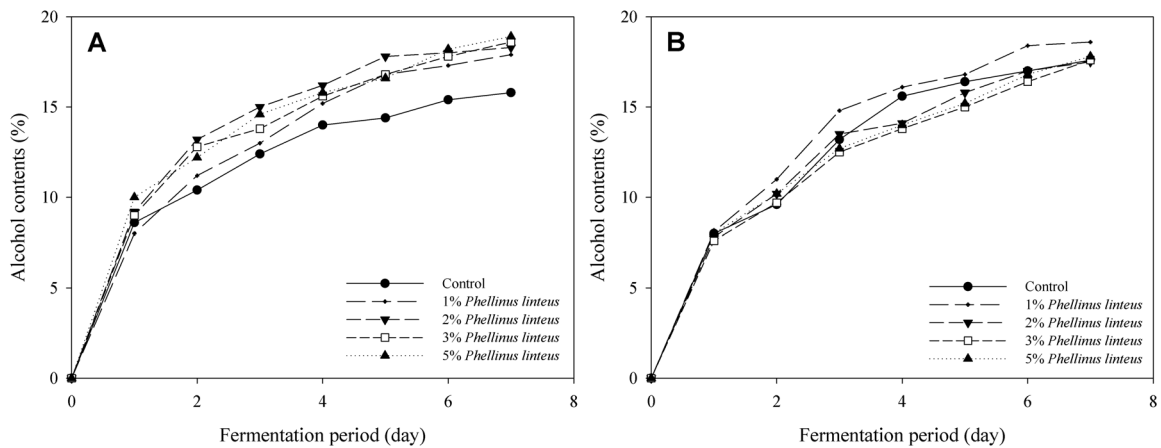 A
Alcohol contents (%)
20
15
10
5
0
0 2 4 6 8
Fermentation period (day)
Control
1% Phellinus linteus
2% Phellinus linteus
3% Phellinus linteus
5% Phellinus linteus
B
Alcohol contents (%)
20
15
10
5
0
0 2 4 6 8
Fermentation period (day)
Control
1% Phellinus linteus
2% Phellinus linteus
3% Phellinus linteus
5% Phellinus linteus